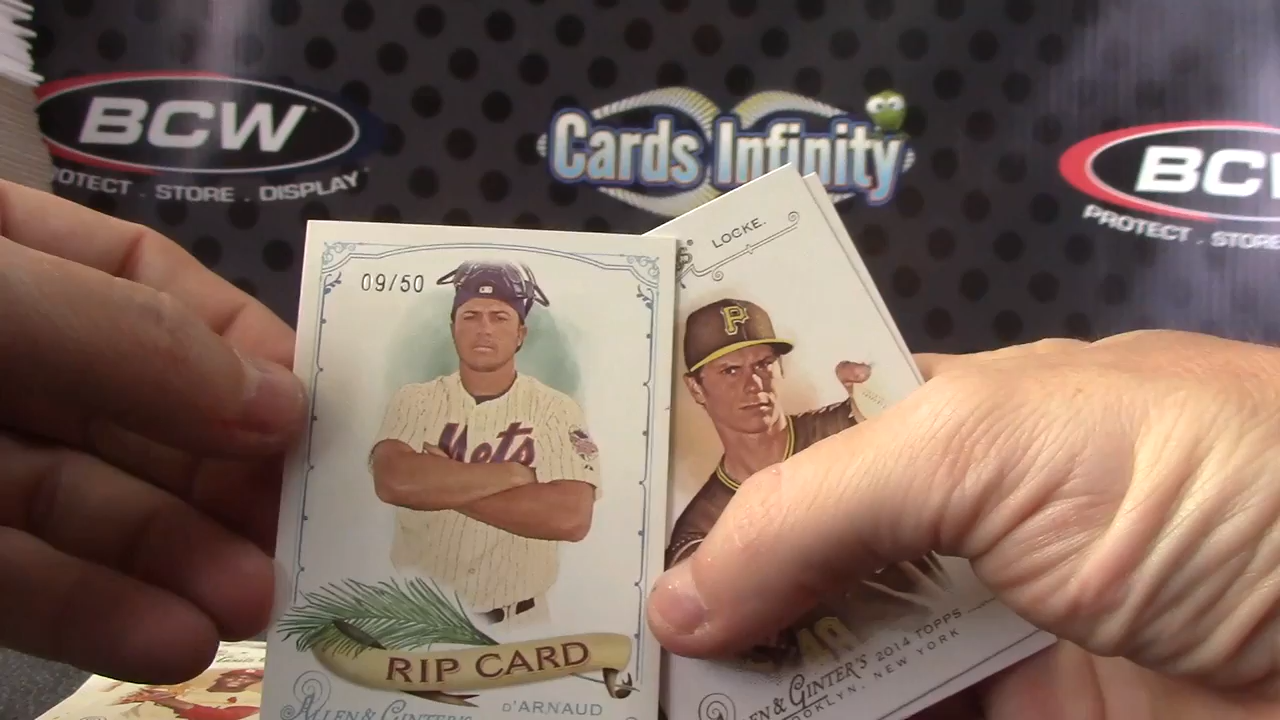 BCW
PROTECT . STORE . DISPLAY
Cards Infinity
BCW
PROTECT . STORE
09/50
Mets
RIP CARD
ALLEN & GINTER'S
D'ARNAUD
LOCKE.
P
49
& GINTER'S 2014 TOPPS
BROOKLYN, NEW YORK